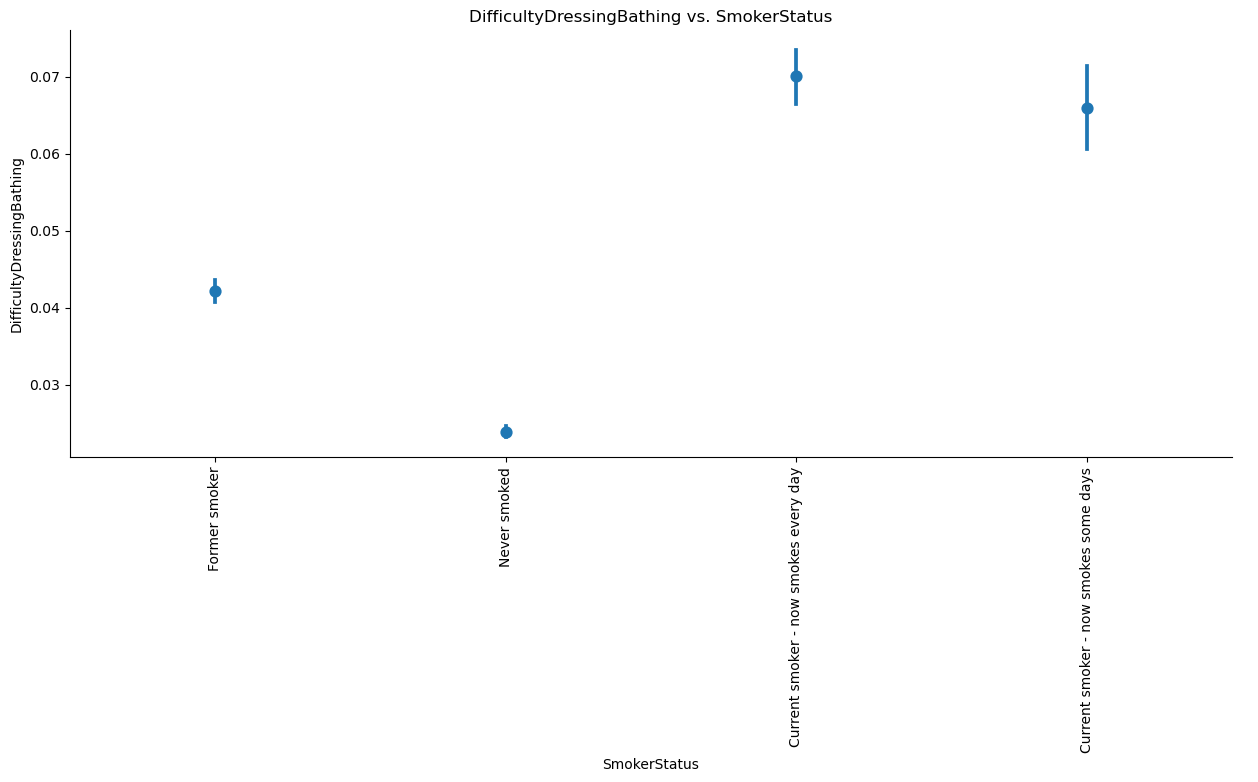 DifficultyDressingBathing vs. SmokerStatus
DifficultyDressingBathing
0.07
0.06
0.05
0.04
0.03
Former smoker
Never smoked
Current smoker - now smokes every day
Current smoker - now smokes some days
SmokerStatus